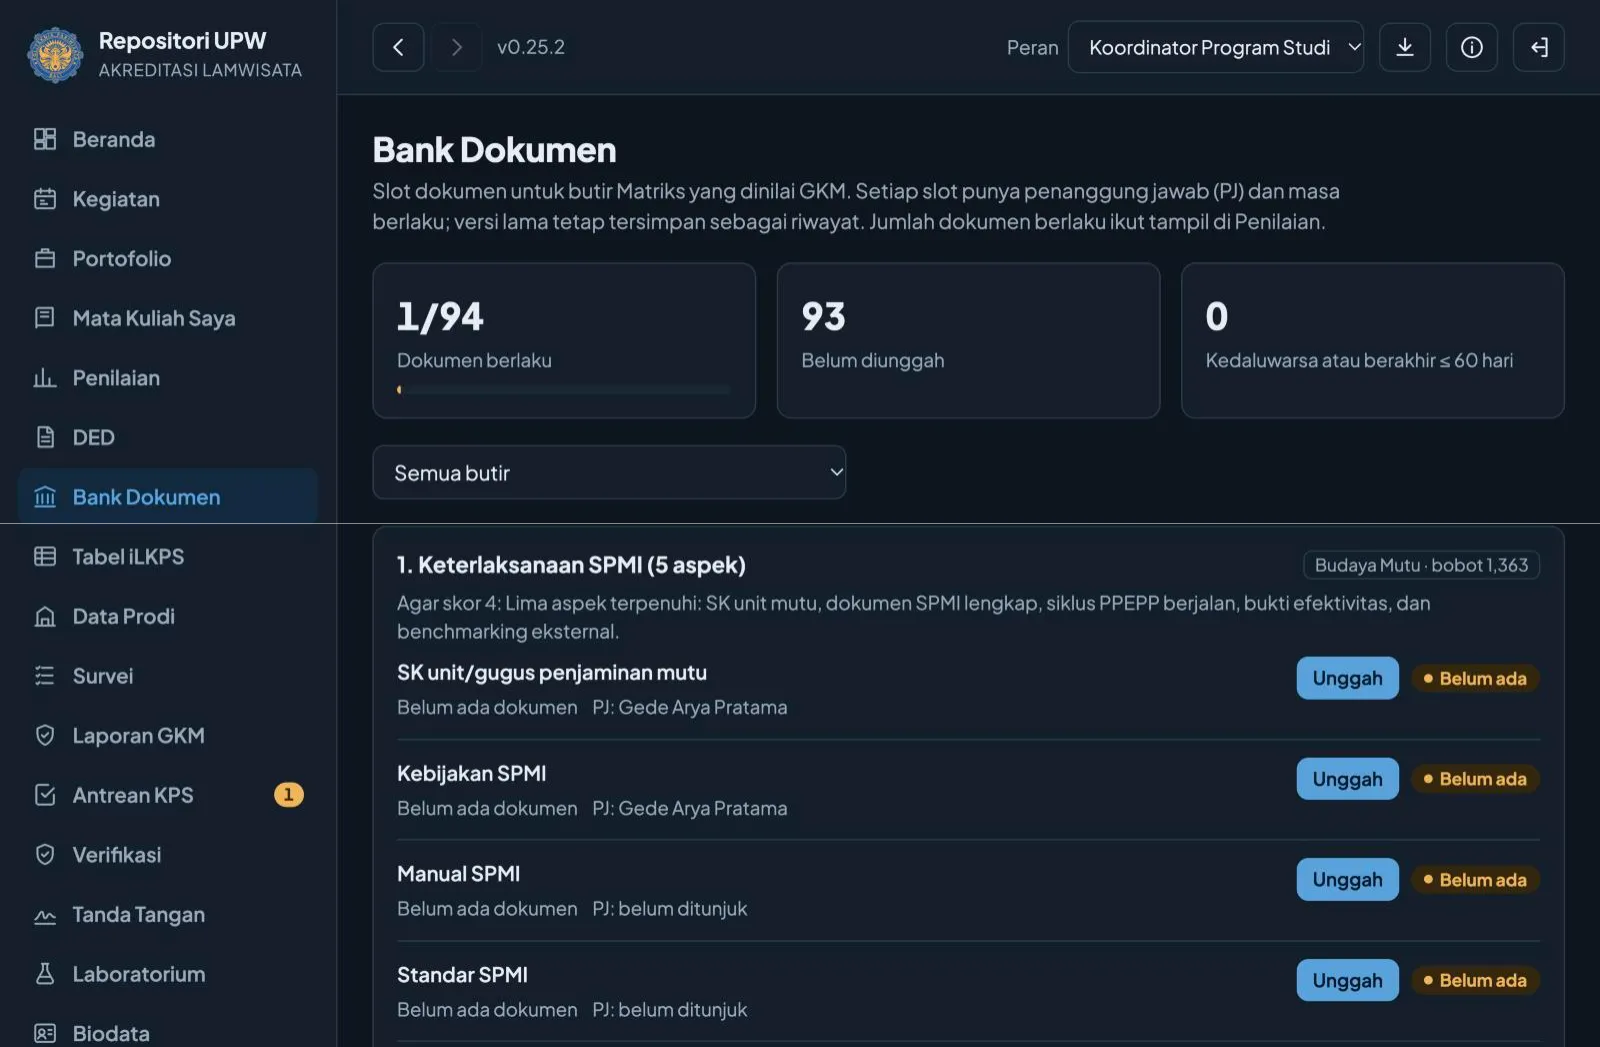 Repositori UPW
AKREDITASI LAMWISATA
Beranda
Kegiatan
Portofolio
Mata Kuliah Saya
Penilaian
DED
Bank Dokumen
Tabel iLKPS
Data Prodi
Survei
Laporan GKM
Antrean KPS 1
Verifikasi
Tanda Tangan
Laboratorium
Biodata
v0.25.2
Peran Koordinator Program Studi
Bank Dokumen
Slot dokumen untuk butir Matriks yang dinilai GKM. Setiap slot punya penanggung jawab (PJ) dan masa
berlaku; versi lama tetap tersimpan sebagai riwayat. Jumlah dokumen berlaku ikut tampil di Penilaian.
1/94
Dokumen berlaku
93
Belum diunggah
0
Kedaluwarsa atau berakhir ≤ 60 hari
Semua butir
1. Keterlaksanaan SPMI (5 aspek)
Budaya Mutu · bobot 1,363
Agar skor 4: Lima aspek terpenuhi: SK unit mutu, dokumen SPMI lengkap, siklus PPEPP berjalan, bukti efektivitas, dan
benchmarking eksternal.
SK unit/gugus penjaminan mutu
Belum ada dokumen PJ: Gede Arya Pratama
Unggah Belum ada
Kebijakan SPMI
Belum ada dokumen PJ: Gede Arya Pratama
Unggah Belum ada
Manual SPMI
Belum ada dokumen PJ: belum ditunjuk
Unggah Belum ada
Standar SPMI
Belum ada dokumen PJ: belum ditunjuk
Unggah Belum ada